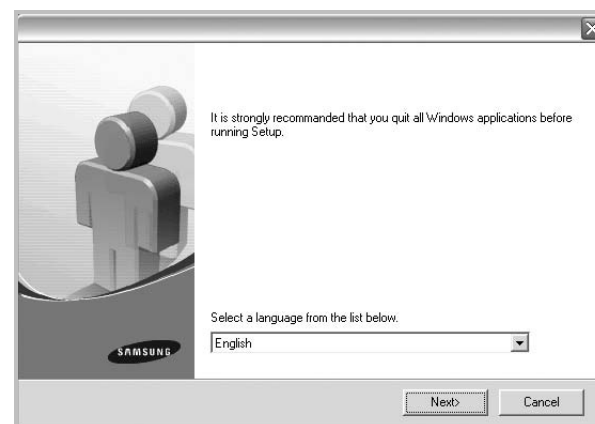 It is strongly recommanded that you quit all Windows applications before
running Setup.
Select a language from the list below.
SAMSUNG
English
Next>
Cancel